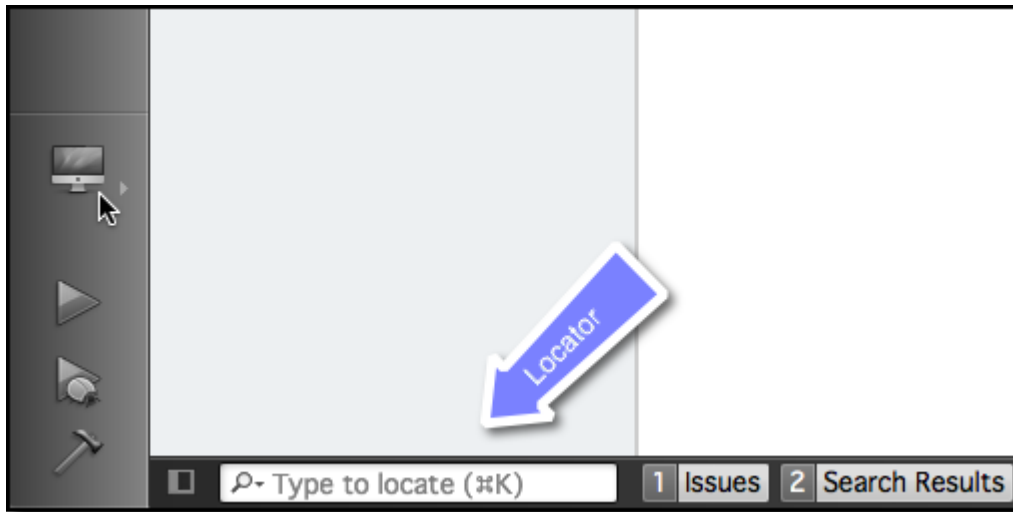 Locator
Type to locate (⌘K)
1 Issues 2 Search Results